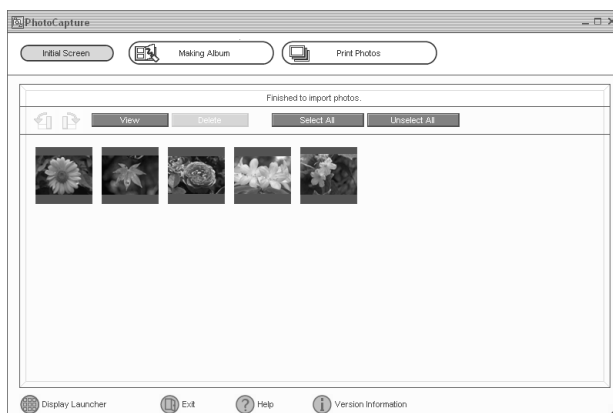 PhotoCapture
Initial Screen
Making Album
Print Photos
Finished to import photos.
View
Delete
Select All
Unselect All
Display Launcher
Exit
Help
Version Information